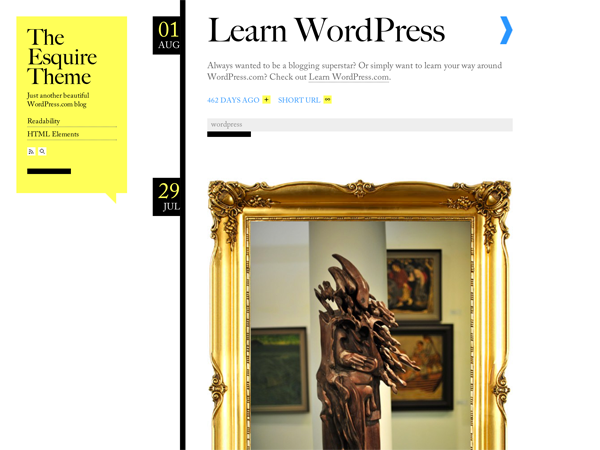 The
Esquire
Theme
Just another beautiful
WordPress.com blog
Readability
HTML Elements
01
AUG
Learn WordPress
Always wanted to be a blogging superstar? Or simply want to learn your way around
WordPress.com? Check out Learn WordPress.com.
462 DAYS AGO + SHORT URL
wordpress
29
JUL